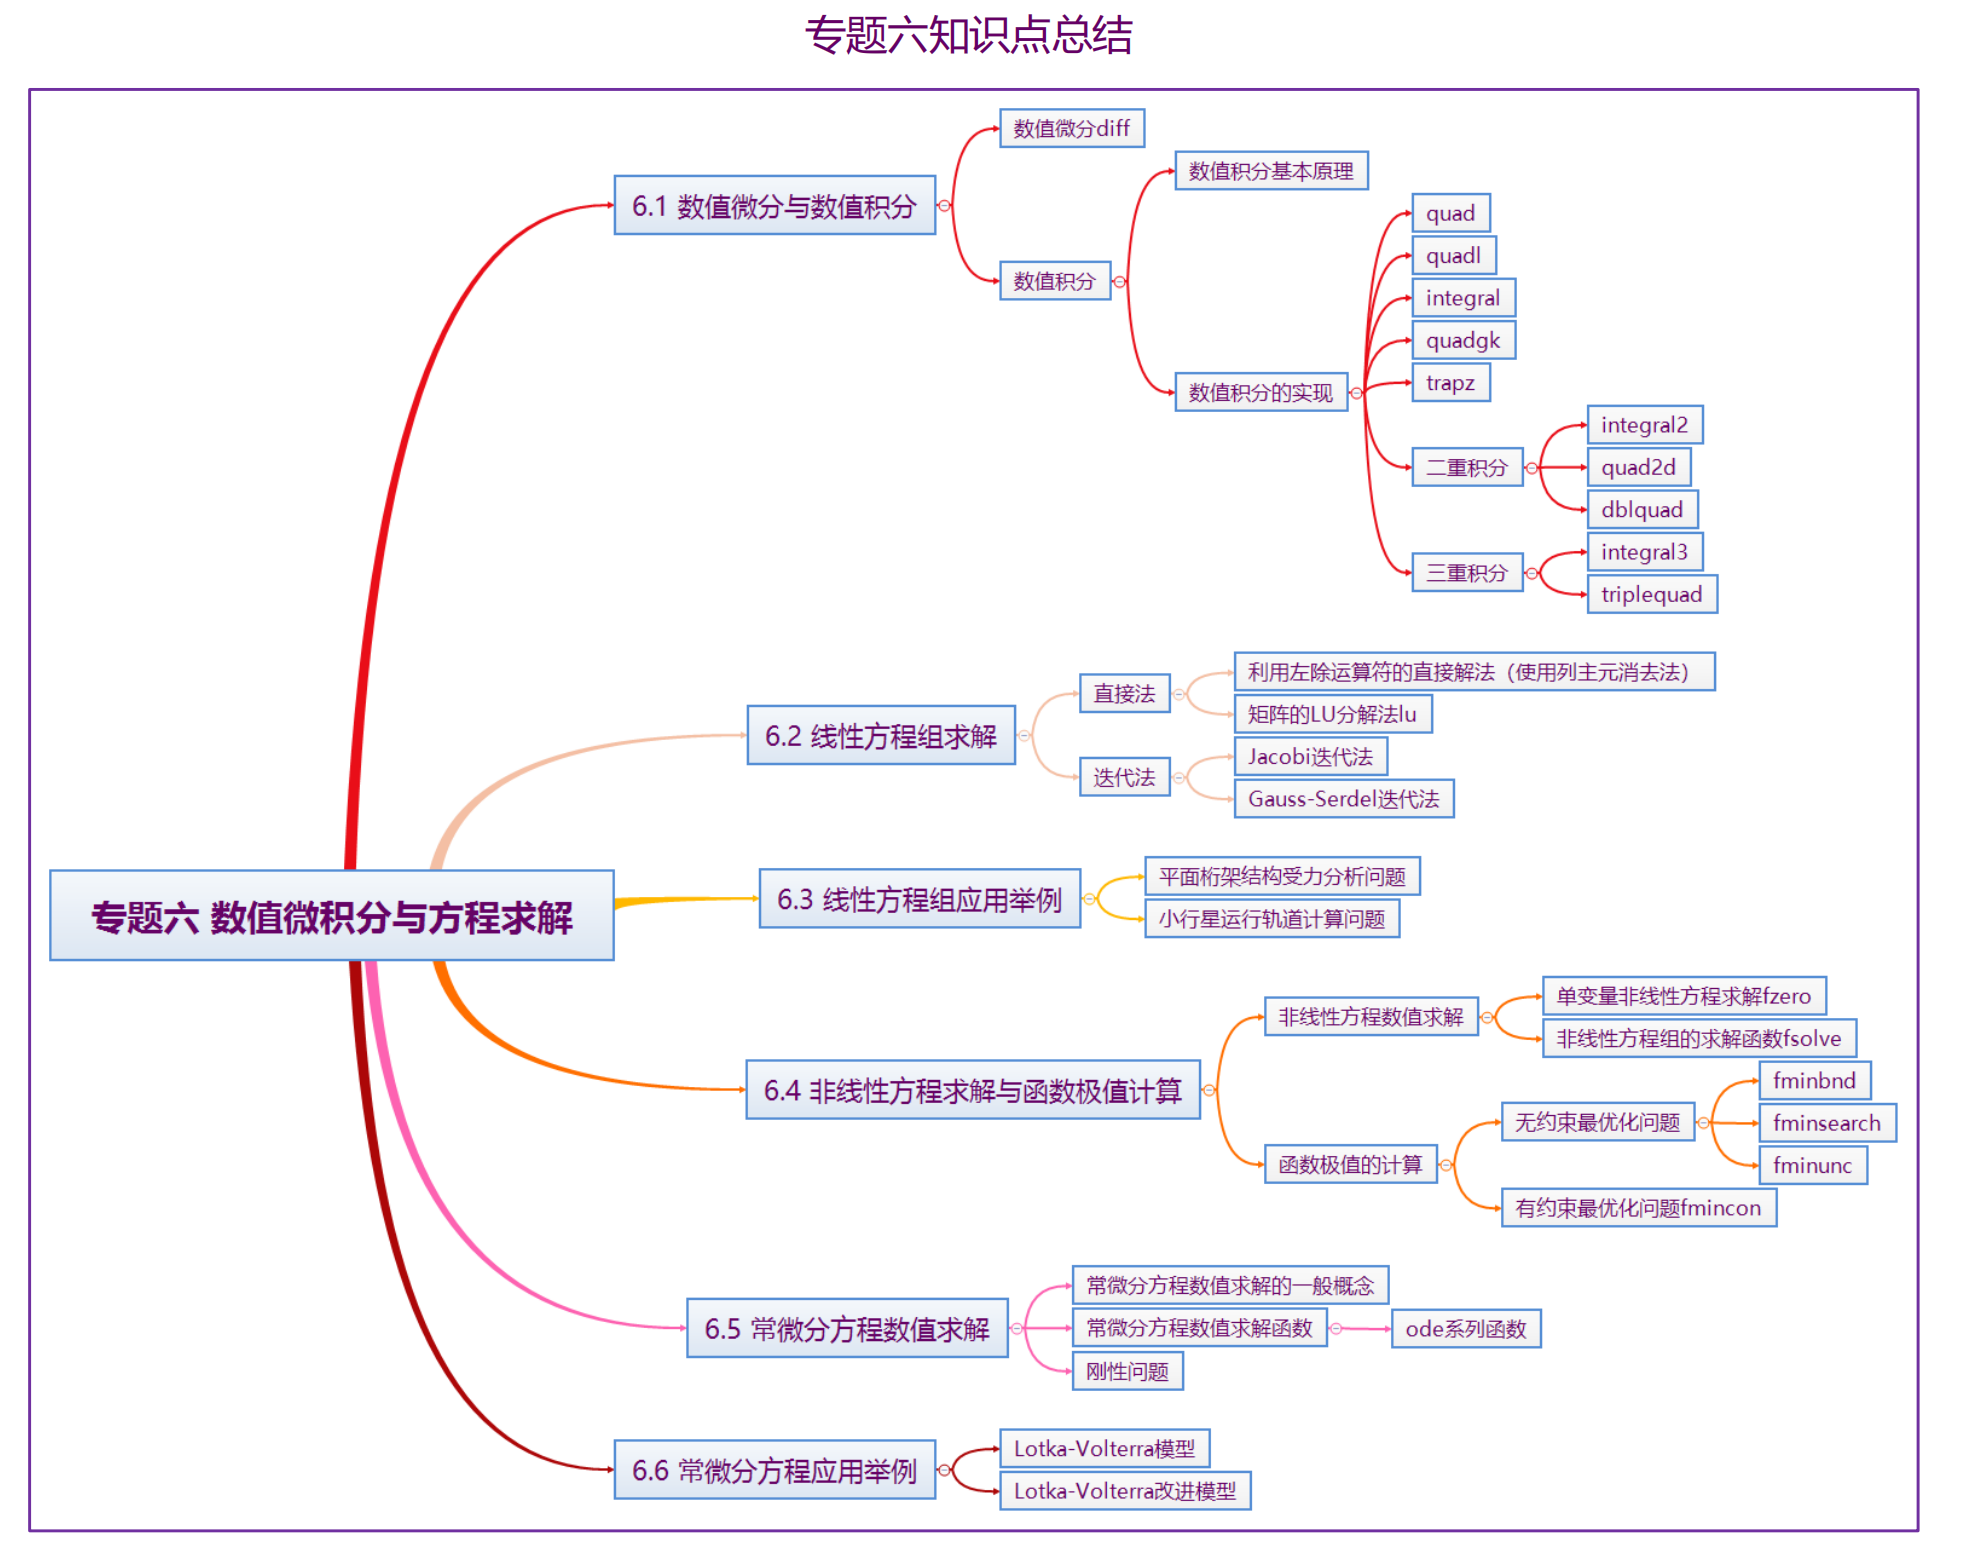 专题六知识点总结
专题六 数值微积分与方程求解
6.1 数值微分与数值积分
数值微分diff
数值积分
数值积分基本原理
数值积分的实现
quad
quadl
integral
quadgk
trapz
二重积分
integral2
quad2d
dblquad
三重积分
integral3
triplequad
6.2 线性方程组求解
直接法
利用左除运算符的直接解法（使用列主元消去法）
矩阵的LU分解法lu
迭代法
Jacobi迭代法
Gauss-Serdel迭代法
6.3 线性方程组应用举例
平面桁架结构受力分析问题
小行星运行轨道计算问题
6.4 非线性方程求解与函数极值计算
非线性方程数值求解
单变量非线性方程求解fzero
非线性方程组的求解函数fsolve
函数极值的计算
无约束最优化问题
fminbnd
fminsearch
fminunc
有约束最优化问题fmincon
6.5 常微分方程数值求解
常微分方程数值求解的一般概念
常微分方程数值求解函数
ode系列函数
刚性问题
6.6 常微分方程应用举例
Lotka-Volterra模型
Lotka-Volterra改进模型